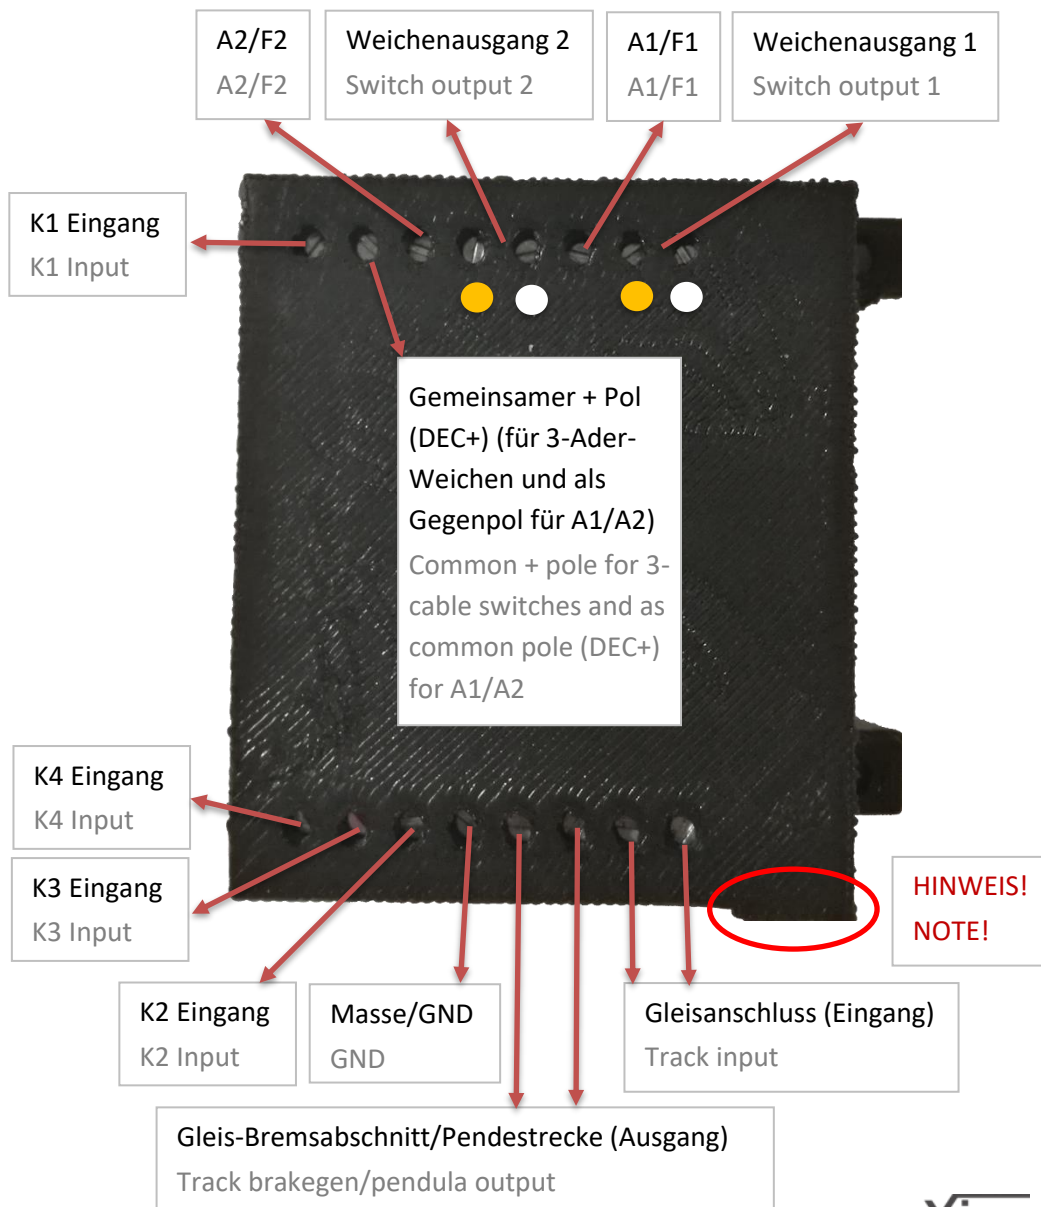 A2/F2
A2/F2
Weichenausgang 2
Switch output 2
A1/F1
A1/F1
Weichenausgang 1
Switch output 1
K1 Eingang
K1 Input
Gemeinsamer + Pol
(DEC+) (für 3-Ader-
Weichen und als
Gegenpol für A1/A2)
Common + pole for 3-
cable switches and as
common pole (DEC+)
for A1/A2
K4 Eingang
K4 Input
K3 Eingang
K3 Input
HINWEIS!
NOTE!
K2 Eingang
K2 Input
Masse/GND
GND
Gleisanschluss (Eingang)
Track input
Gleis-Bremsabschnitt/Pendestrecke (Ausgang)
Track brakegen/pendula output